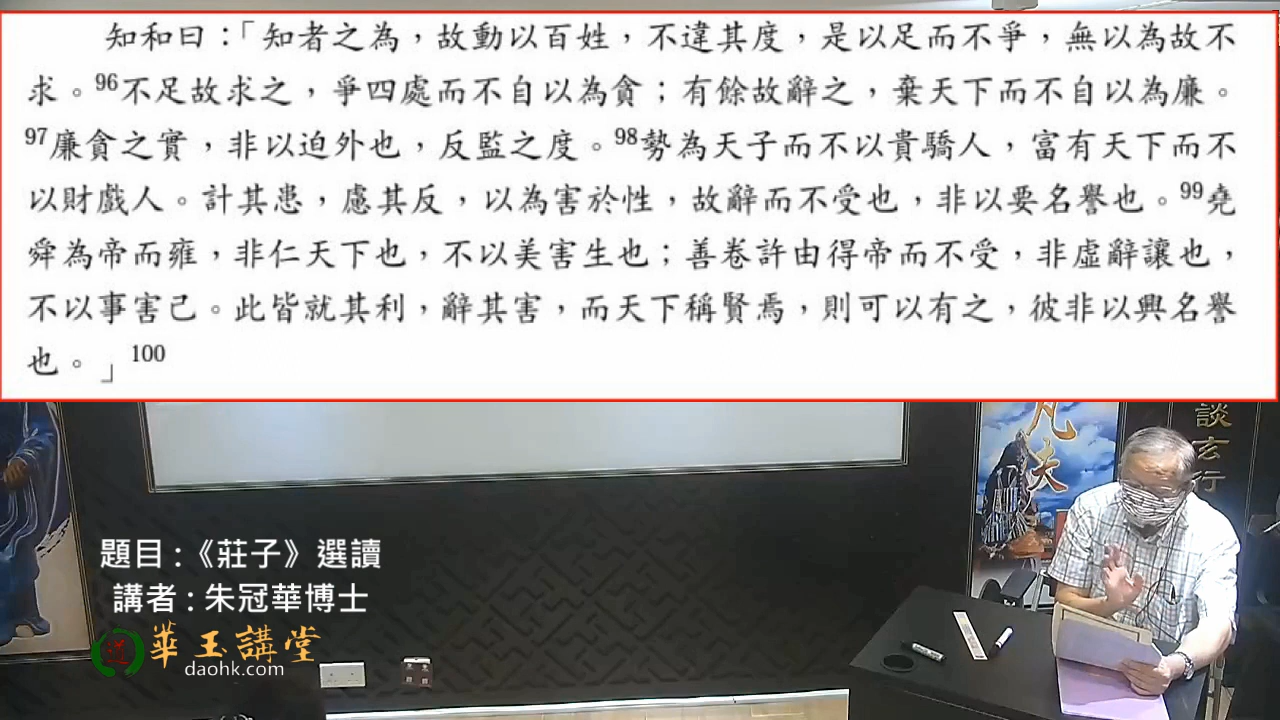 知和曰：「知者之為，故動以百姓，不違其度，是以足而不爭，無以為故不
求。96不足故求之，爭四處而不自以為貪；有餘故辭之，棄天下而不自以為廉。
97廉貪之實，非以迫外也，反監之度。98勢為天子而不以貴驕人，富有天下而不
以財戲人。計其患，慮其反，以為害於性，故辭而不受也，非以要名譽也。99堯
舜為帝而雍，非仁天下也，不以美害生也；善卷許由得帝而不受，非虛辭讓也，
不以事害己。此皆就其利，辭其害，而天下稱賢焉，則可以有之，彼非以興名譽
也。」100
凡夫
談玄行
題目：《莊子》選讀
講者：朱冠華博士
華玉講堂
daohk.com